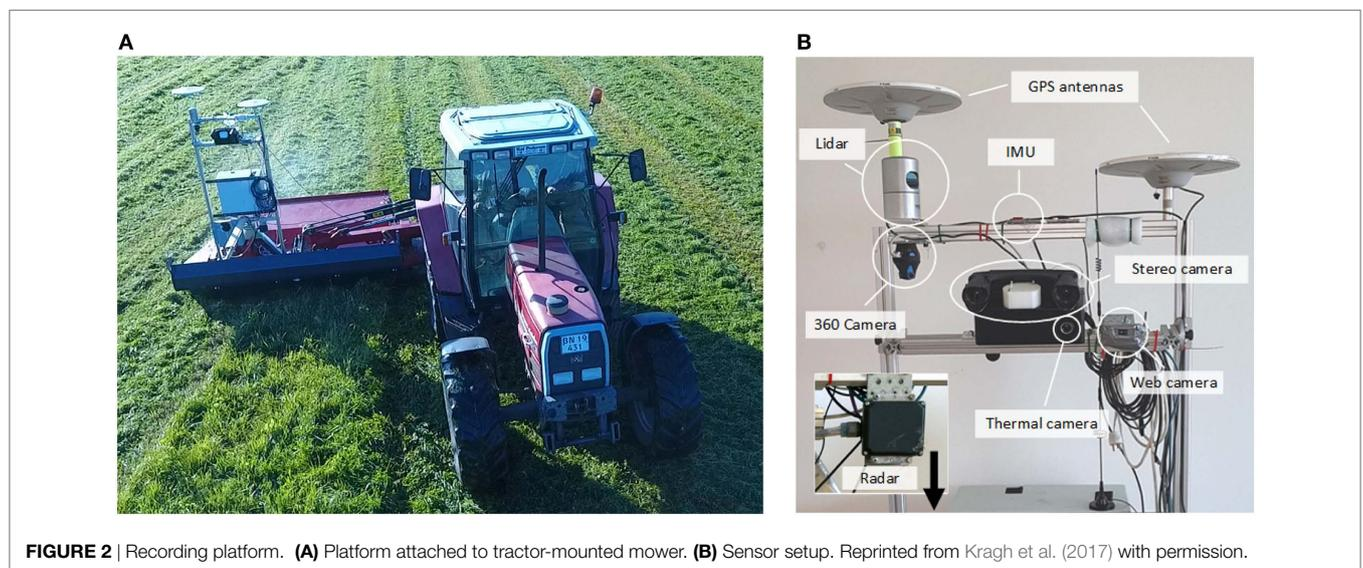 A
B
GPS antennas
Lidar
IMU
Stereo camera
360 Camera
Web camera
Thermal camera
Radar
BN 19
431
FIGURE 2 | Recording platform. (A) Platform attached to tractor-mounted mower. (B) Sensor setup. Reprinted from Kragh et al. (2017) with permission.